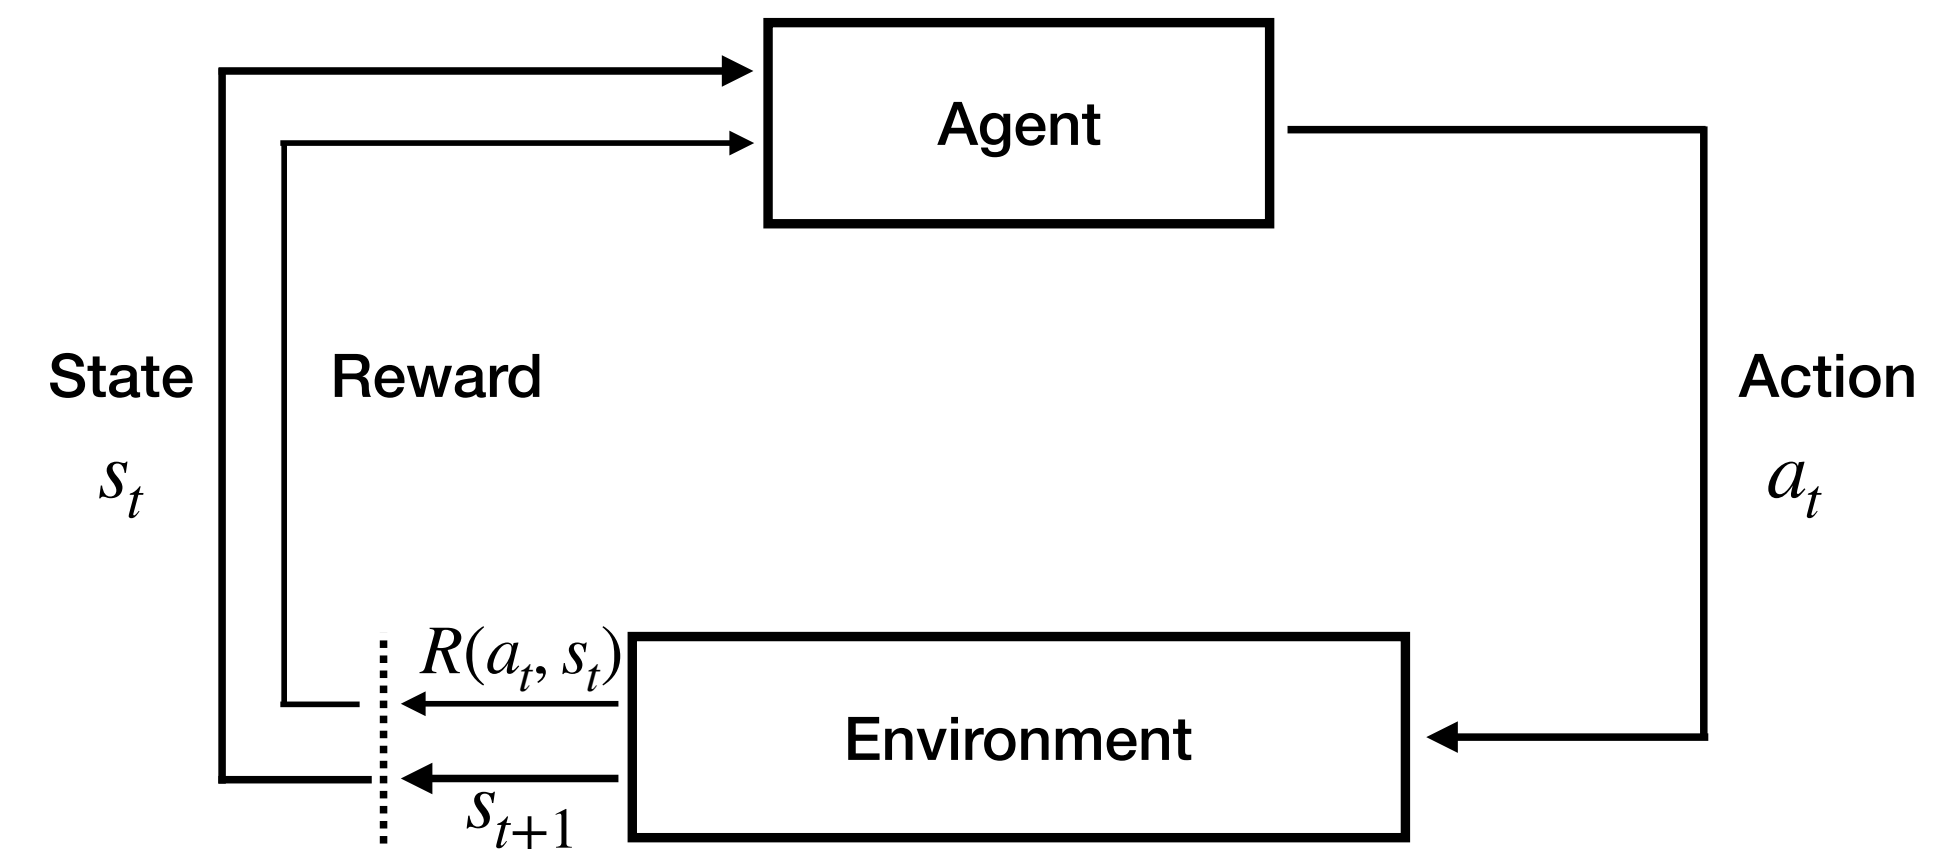 Agent
State
Reward
Action
s_t
a_t
R(a_t, s_t)
Environment
s_{t+1}